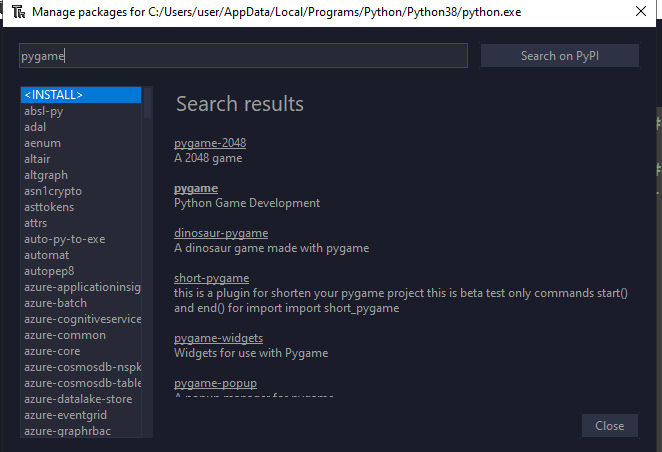 Manage packages for C:/Users/user/AppData/Local/Programs/Python/Python38/python.exe
pygame
Search on PyPI
<INSTALL>
absl-py
adal
aenum
altair
altgraph
asn1crypto
asttokens
attrs
auto-py-to-exe
automat
autopep8
azure-applicationinsig
azure-batch
azure-cognitiveservice
azure-common
azure-core
azure-cosmosdb-nspk
azure-cosmosdb-table
azure-datalake-store
azure-eventgrid
azure-graphrbac
Search results
pygame-2048
A 2048 game
pygame
Python Game Development
dinosaur-pygame
A dinosaur game made with pygame
short-pygame
this is a plugin for shorten your pygame project this is beta test only commands start()
and end() for import import short_pygame
pygame-widgets
Widgets for use with Pygame
pygame-popup
A popup manager for pygame
Close
#
#